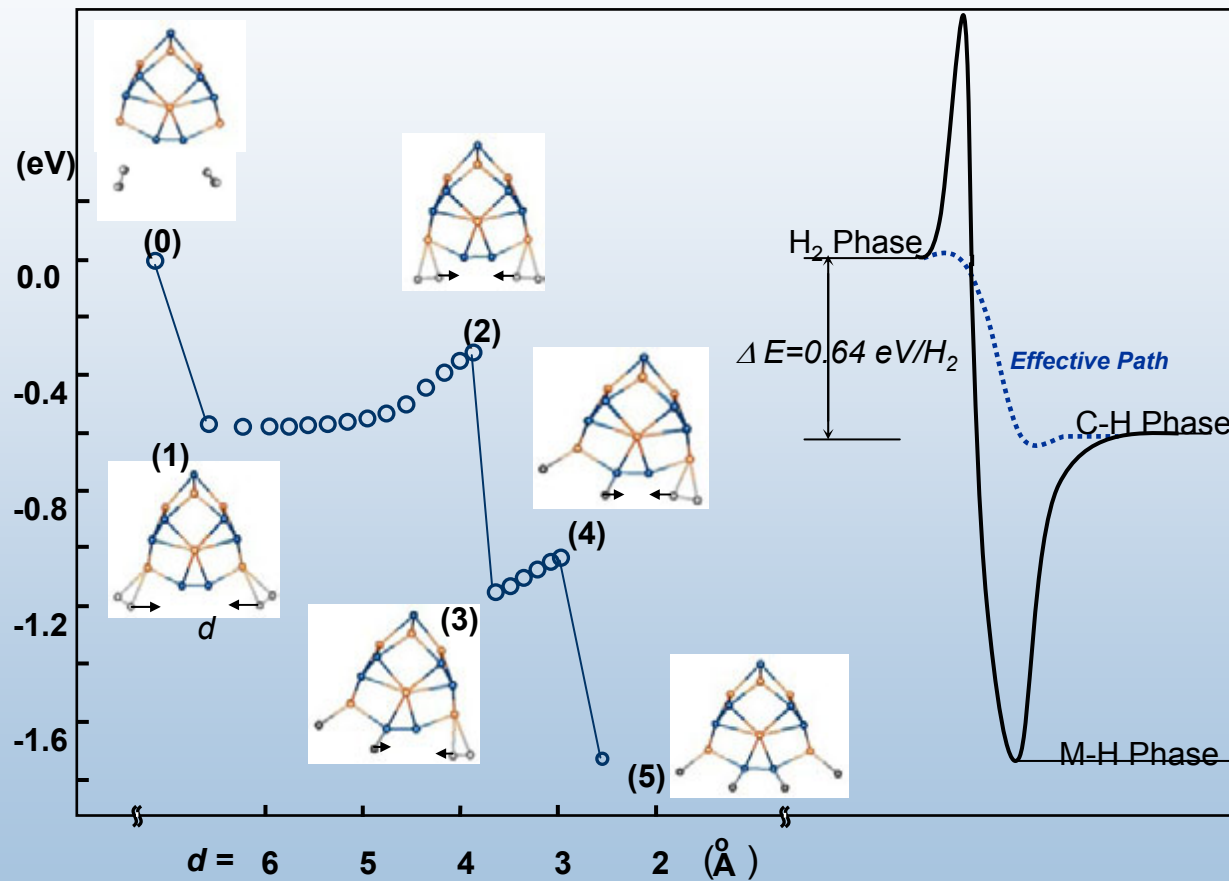 (eV)
0.0
-0.4
-0.8
-1.2
-1.6
(0)
(1)
d
(2)
(3)
(4)
(5)
H₂ Phase
Δ E=0.64 eV/H₂
Effective Path
C-H Phase
M-H Phase
d = 6 5 4 3 2 (Å)